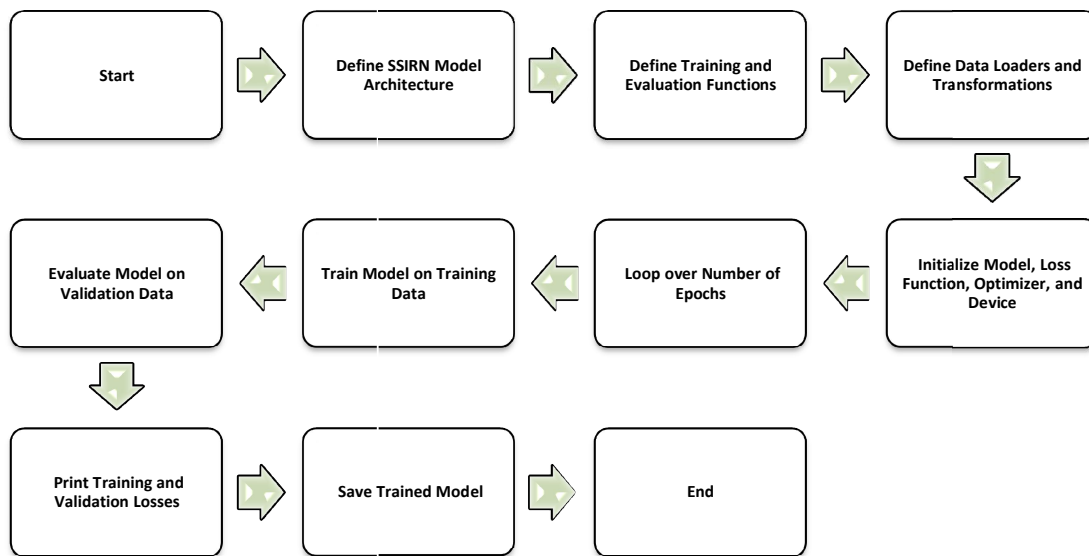 Start
Define SSIRN Model
Architecture
Define Training and
Evaluation Functions
Define Data Loaders and
Transformations
Initialize Model, Loss
Function, Optimizer, and
Device
Loop over Number of
Epochs
Train Model on Training
Data
Evaluate Model on
Validation Data
Print Training and
Validation Losses
Save Trained Model
End